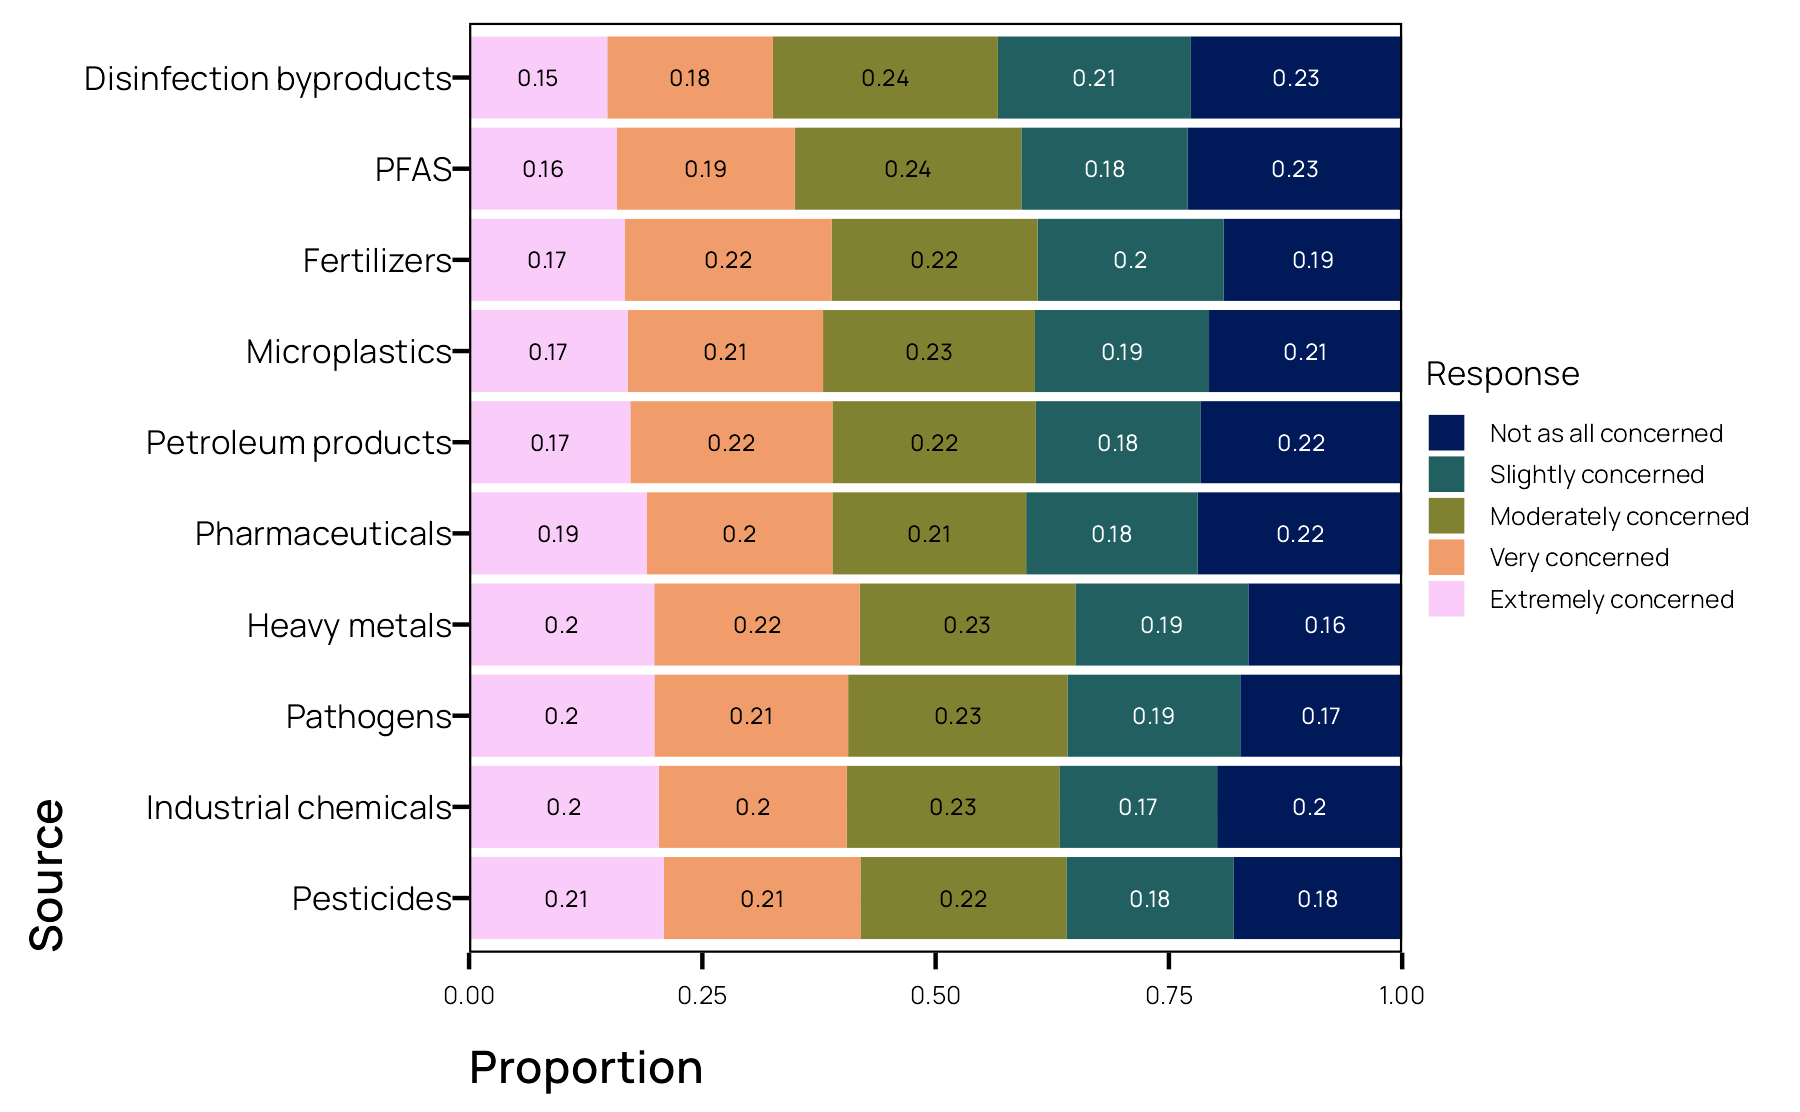 Disinfection byproducts 0.15 0.18 0.24 0.21 0.23
PFAS 0.16 0.19 0.24 0.18 0.23
Fertilizers 0.17 0.22 0.22 0.2 0.19
Microplastics 0.17 0.21 0.23 0.19 0.21
Petroleum products 0.17 0.22 0.22 0.18 0.22
Pharmaceuticals 0.19 0.2 0.21 0.18 0.22
Heavy metals 0.2 0.22 0.23 0.19 0.16
Pathogens 0.2 0.21 0.23 0.19 0.17
Industrial chemicals 0.2 0.2 0.23 0.17 0.2
Pesticides 0.21 0.21 0.22 0.18 0.18
0.00 0.25 0.50 0.75 1.00
Proportion
Source
Response
Not as all concerned
Slightly concerned
Moderately concerned
Very concerned
Extremely concerned